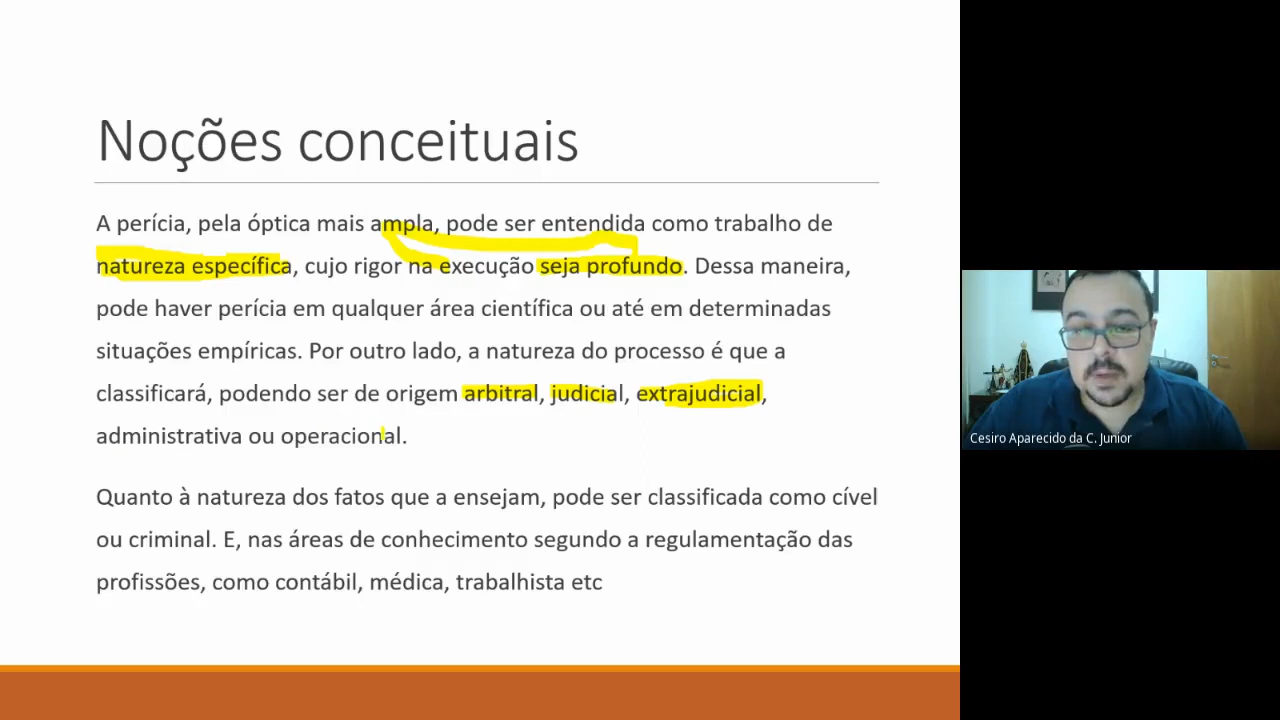 Noções conceituais
A perícia, pela óptica mais ampla, pode ser entendida como trabalho de
natureza específica, cujo rigor na execução seja profundo. Dessa maneira,
pode haver perícia em qualquer área científica ou até em determinadas
situações empíricas. Por outro lado, a natureza do processo é que a
classificará, podendo ser de origem arbitral, judicial, extrajudicial,
administrativa ou operacional.
Quanto à natureza dos fatos que a ensejam, pode ser classificada como cível
ou criminal. E, nas áreas de conhecimento segundo a regulamentação das
profissões, como contábil, médica, trabalhista etc
Cesiro Aparecido da C. Junior